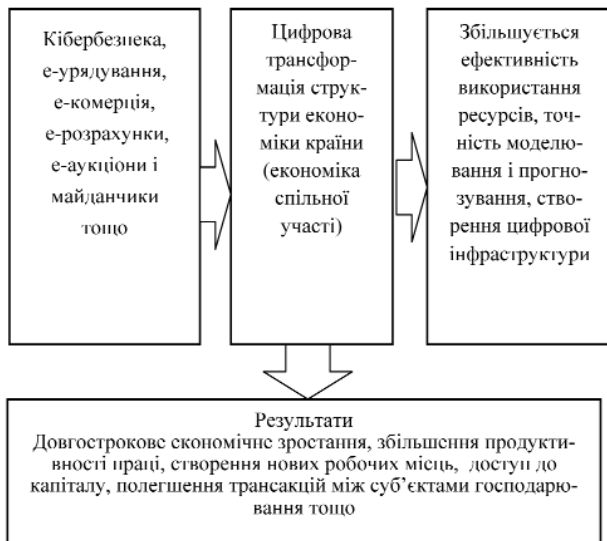 Кібербезпека,
е-урядування,
е-комерція,
е-розрахунки,
е-аукціони і
майданчики
тощо
Цифрова
трансфор-
мація струк-
тури еконо-
міки країни
(економіка
спільної
участі)
Збільшується
ефективність
використання
ресурсів, точ-
ність моделю-
вання і прогно-
зування, ство-
рення цифрової
інфраструктури
Результати
Довгострокове економічне зростання, збільшення продукти-
вності праці, створення нових робочих місць, доступ до
капіталу, полегшення трансакцій між суб’єктами господарю-
вання тощо